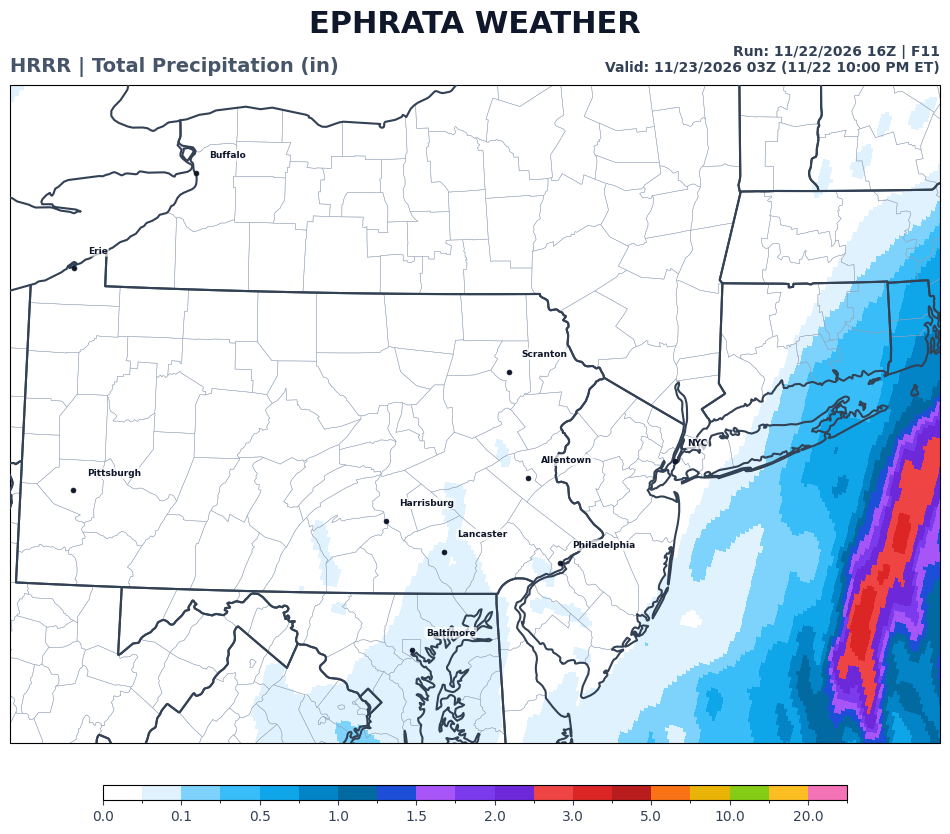 EPHRATA WEATHER
HRRR | Total Precipitation (in)
Run: 11/22/2026 16Z | F11
Valid: 11/23/2026 03Z (11/22 10:00 PM ET)
Buffalo
Erie
Scranton
NYC
Allentown
Pittsburgh
Harrisburg
Lancaster
Philadelphia
Baltimore
0.0 0.1 0.5 1.0 1.5 2.0 3.0 5.0 10.0 20.0